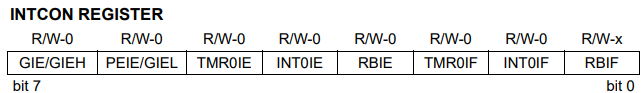 INTCON REGISTER
R/W-0 R/W-0 R/W-0 R/W-0 R/W-0 R/W-0 R/W-0 R/W-x
GIE/GIEH PEIE/GIEL TMR0IE INT0IE RBIE TMR0IF INT0IF RBIF
bit 7 bit 0